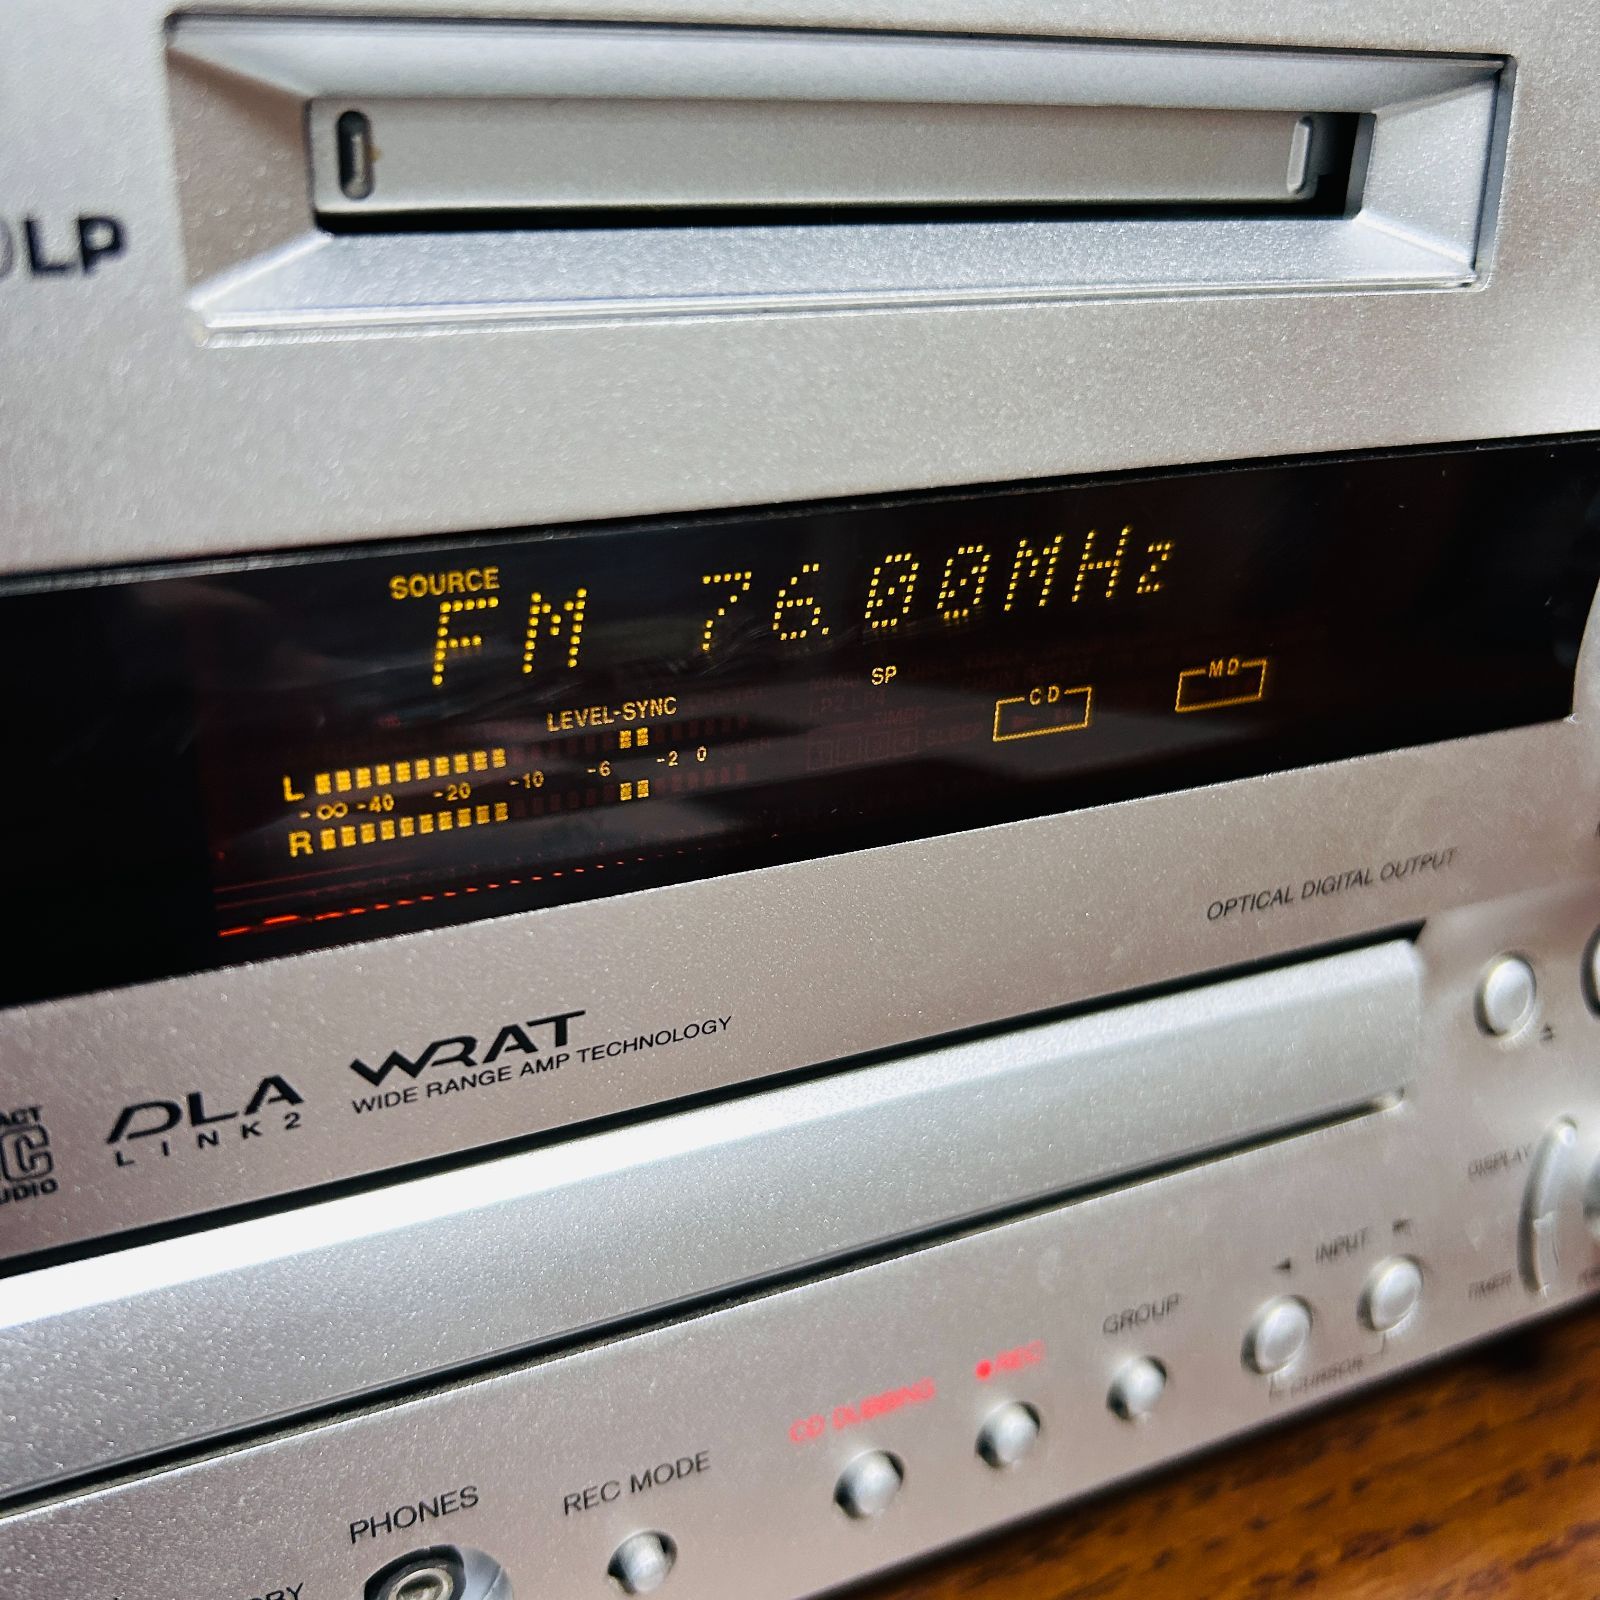 LP
SOURCE
FM 76.00MHz
SP
CD
MD
LEVEL-SYNC
L
-∞ -40 -20 -10 -6 -2 0
R
OPTICAL DIGITAL OUTPUT
WRAT
WIDE RANGE AMP TECHNOLOGY
DLA
LINK2
DISPLAY
INPUT
TIMER
GROUP
REC
CD DUBBING
REC MODE
PHONES